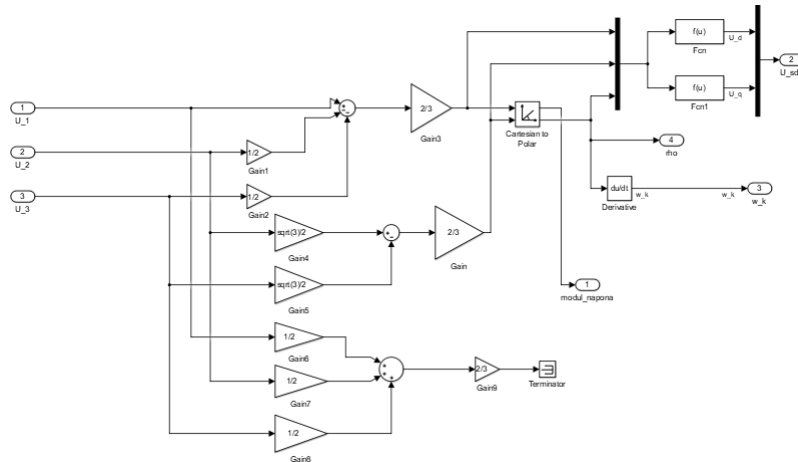 f(u)
U_d
Fcn
2
U_sd
f(u)
U_q
Fcn1
1
U_1
2/3
Gain3
Cartesian to
Polar
4
rho
2
U_2
1/2
Gain1
du/dt
Derivative
w_k
w_k
3
w_k
3
U_3
1/2
Gain2
sqrt(3)/2
Gain4
2/3
Gain
sqrt(3)/2
Gain5
1
modul_napona
1/2
Gain6
2/3
Gain9
Terminator
1/2
Gain7
1/2
Gain8